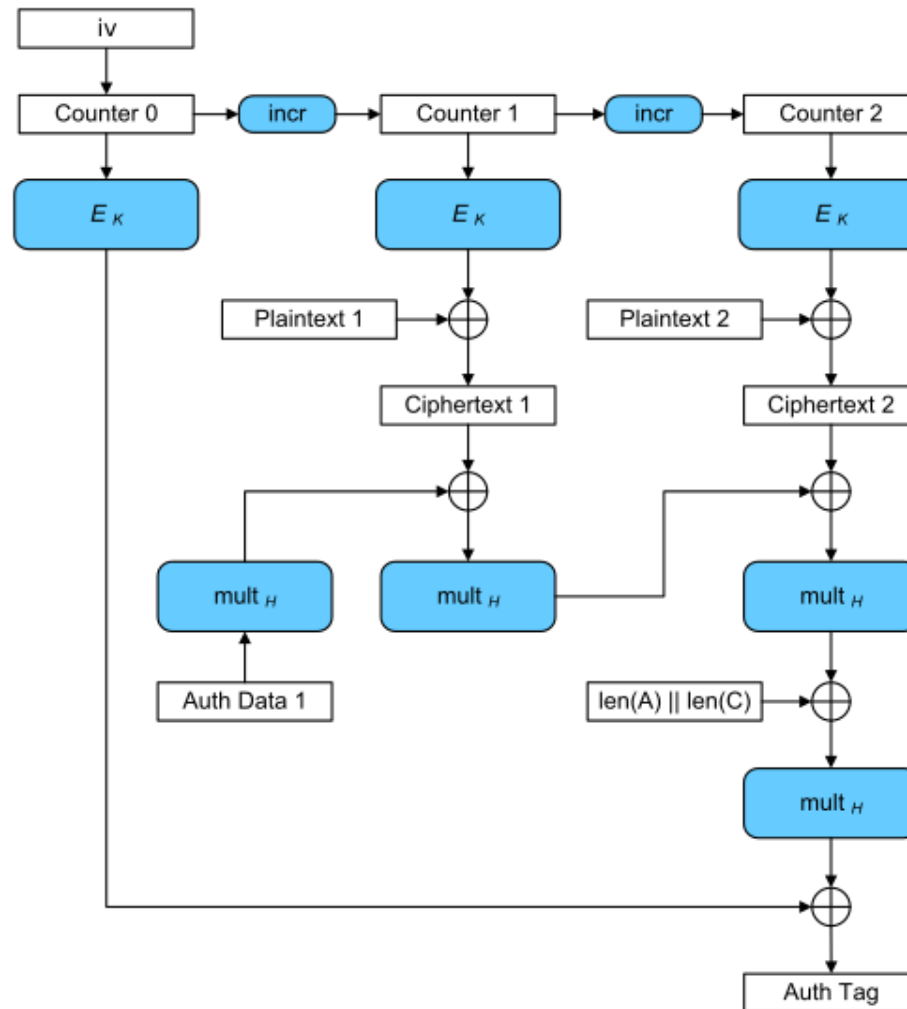 iv
Counter 0
incr
Counter 1
incr
Counter 2
E K
E K
E K
Plaintext 1
Plaintext 2
Ciphertext 1
Ciphertext 2
mult H
mult H
mult H
Auth Data 1
len(A) || len(C)
mult H
Auth Tag